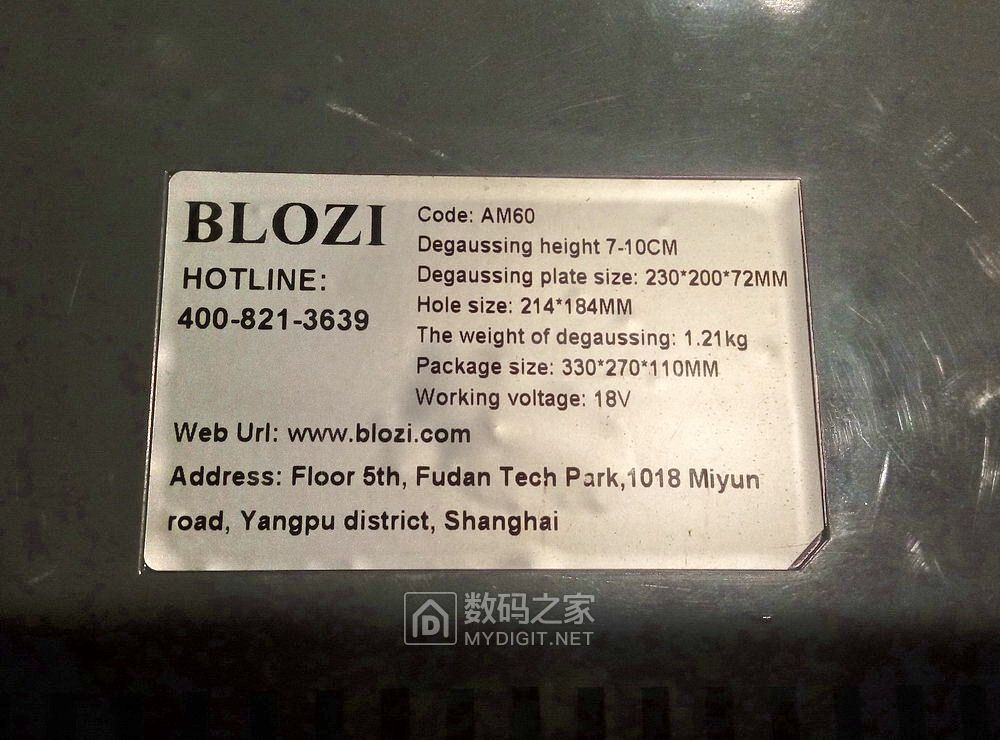 BLOZI
HOTLINE:
400-821-3639
Code: AM60
Degaussing height 7-10CM
Degaussing plate size: 230*200*72MM
Hole size: 214*184MM
The weight of degaussing: 1.21kg
Package size: 330*270*110MM
Working voltage: 18V
Web Url: www.blozi.com
Address: Floor 5th, Fudan Tech Park,1018 Miyun
road, Yangpu district, Shanghai
数码之家
MYDIGIT.NET